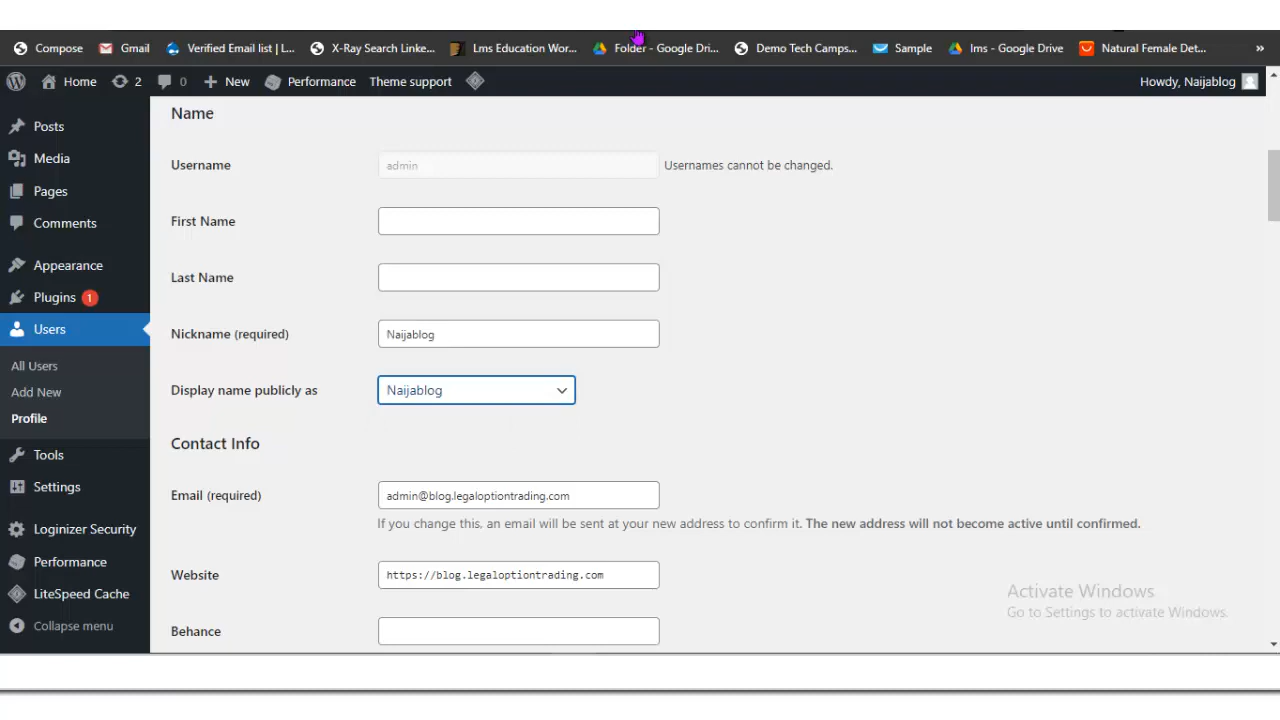 Compose Gmail Verified Email list | L... X-Ray Search Linke... Lms Education Wor... Folder - Google Dri... Demo Tech Camps... Sample lms - Google Drive Natural Female Det... »
Home 2 0 New Performance Theme support Howdy, Naijablog
Posts
Media
Pages
Comments
Appearance
Plugins 1
Users
All Users
Add New
Profile
Tools
Settings
Loginizer Security
Performance
LiteSpeed Cache
Collapse menu
Name
Username admin Usernames cannot be changed.
First Name
Last Name
Nickname (required) Naijablog
Display name publicly as Naijablog
Contact Info
Email (required) admin@blog.legaloptiontrading.com
If you change this, an email will be sent at your new address to confirm it. The new address will not become active until confirmed.
Website https://blog.legaloptiontrading.com
Behance
Activate Windows
Go to Settings to activate Windows.